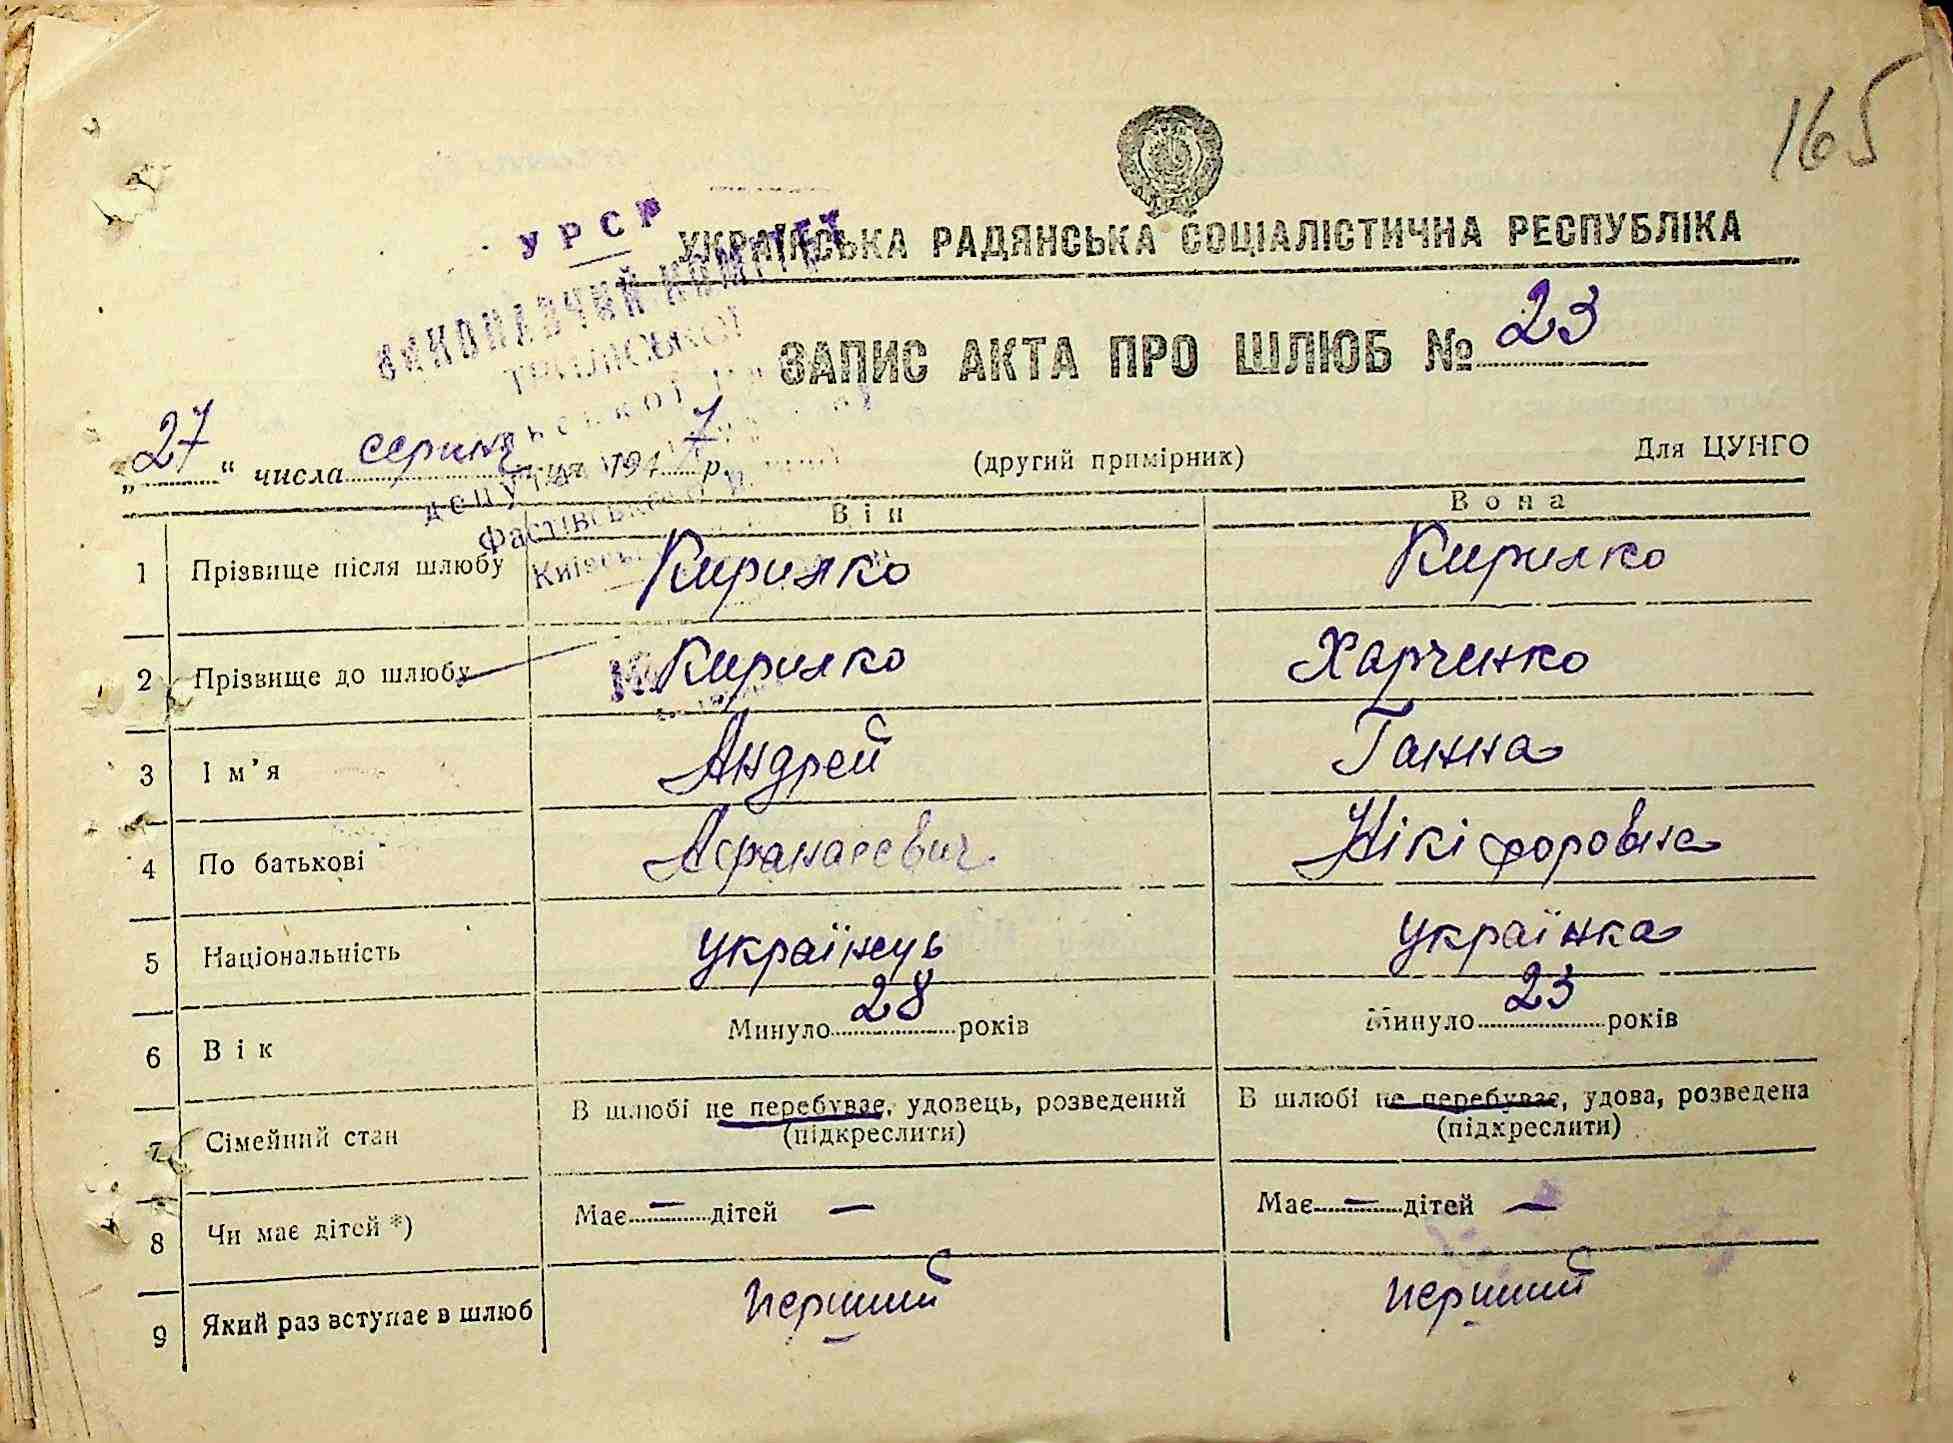 165
УРСР
УКРАЇНСЬКА РАДЯНСЬКА СОЦІАЛІСТИЧНА РЕСПУБЛІКА
ВИКОНАВЧИЙ КОМІТЕТ
ЗАПИС АКТА ПРО ШЛЮБ № 23
„27“ числа серпня 1947 р.
(другий примірник)
Для ЦУНГО
Він Вона
1 Прізвище після шлюбу Кирилко Кирилко
2 Прізвище до шлюбу Кирилко Харченко
3 Ім'я Андрей Ганна
4 По батькові Афанасевич Нікіфоровна
5 Національність українець українка
6 Вік Минуло 28 років Минуло 23 років
7 Сімейний стан В шлюбі не перебуває, удовець, розведений В шлюбі не перебуває, удова, розведена
(підкреслити) (підкреслити)
8 Чи має дітей *) Має — дітей — Має — дітей —
9 Який раз вступає в шлюб перший перший